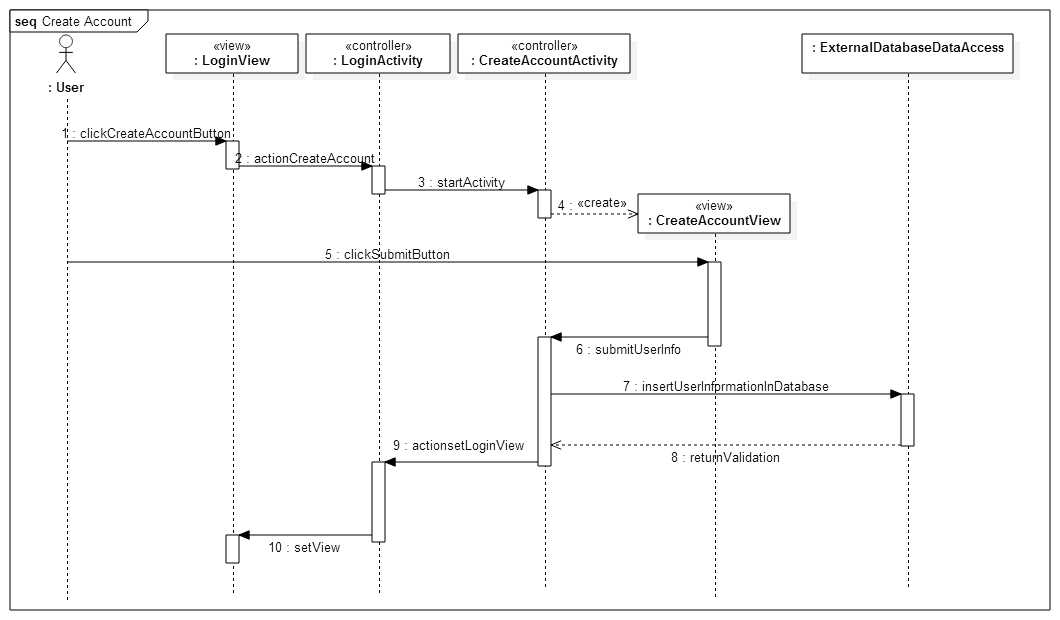 seq Create Account
: User
«view»
: LoginView
«controller»
: LoginActivity
«controller»
: CreateAccountActivity
: ExternalDatabaseDataAccess
1 : clickCreateAccountButton
2 : actionCreateAccount
3 : startActivity
4 : «create»
«view»
: CreateAccountView
5 : clickSubmitButton
6 : submitUserInfo
7 : insertUserInformationInDatabase
8 : returnValidation
9 : actionsetLoginView
10 : setView